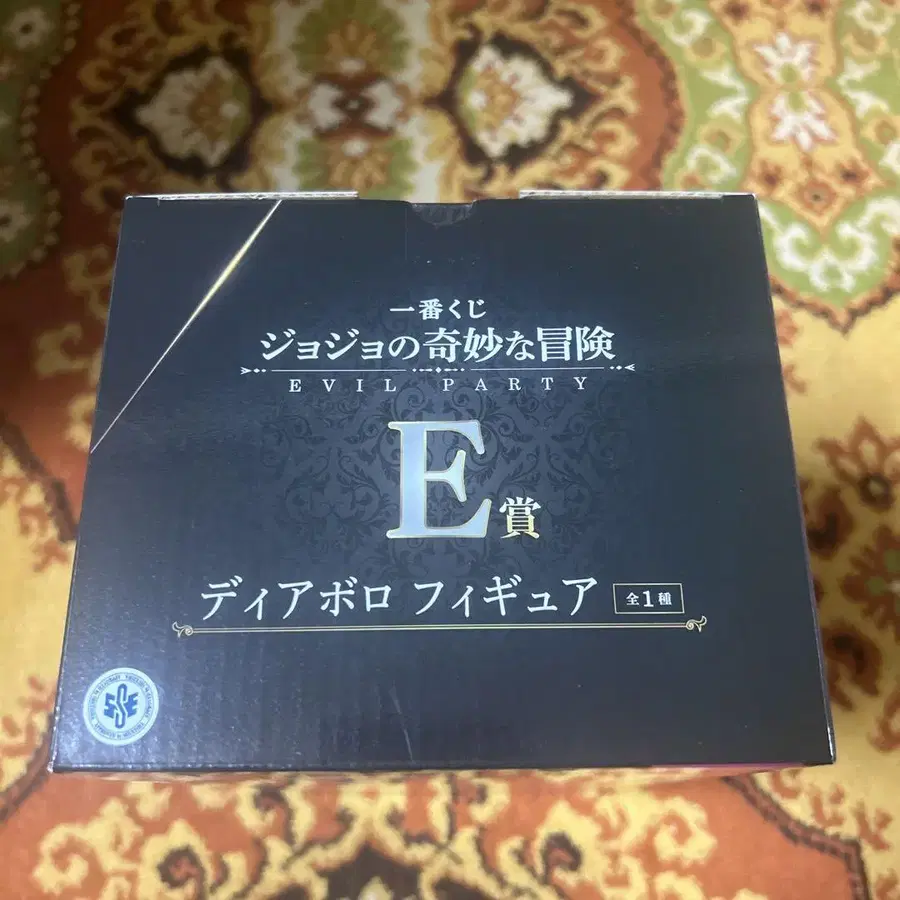 一番くじ
ジョジョの奇妙な冒険
EVIL PARTY
E賞
ディアボロ フィギュア 全1種